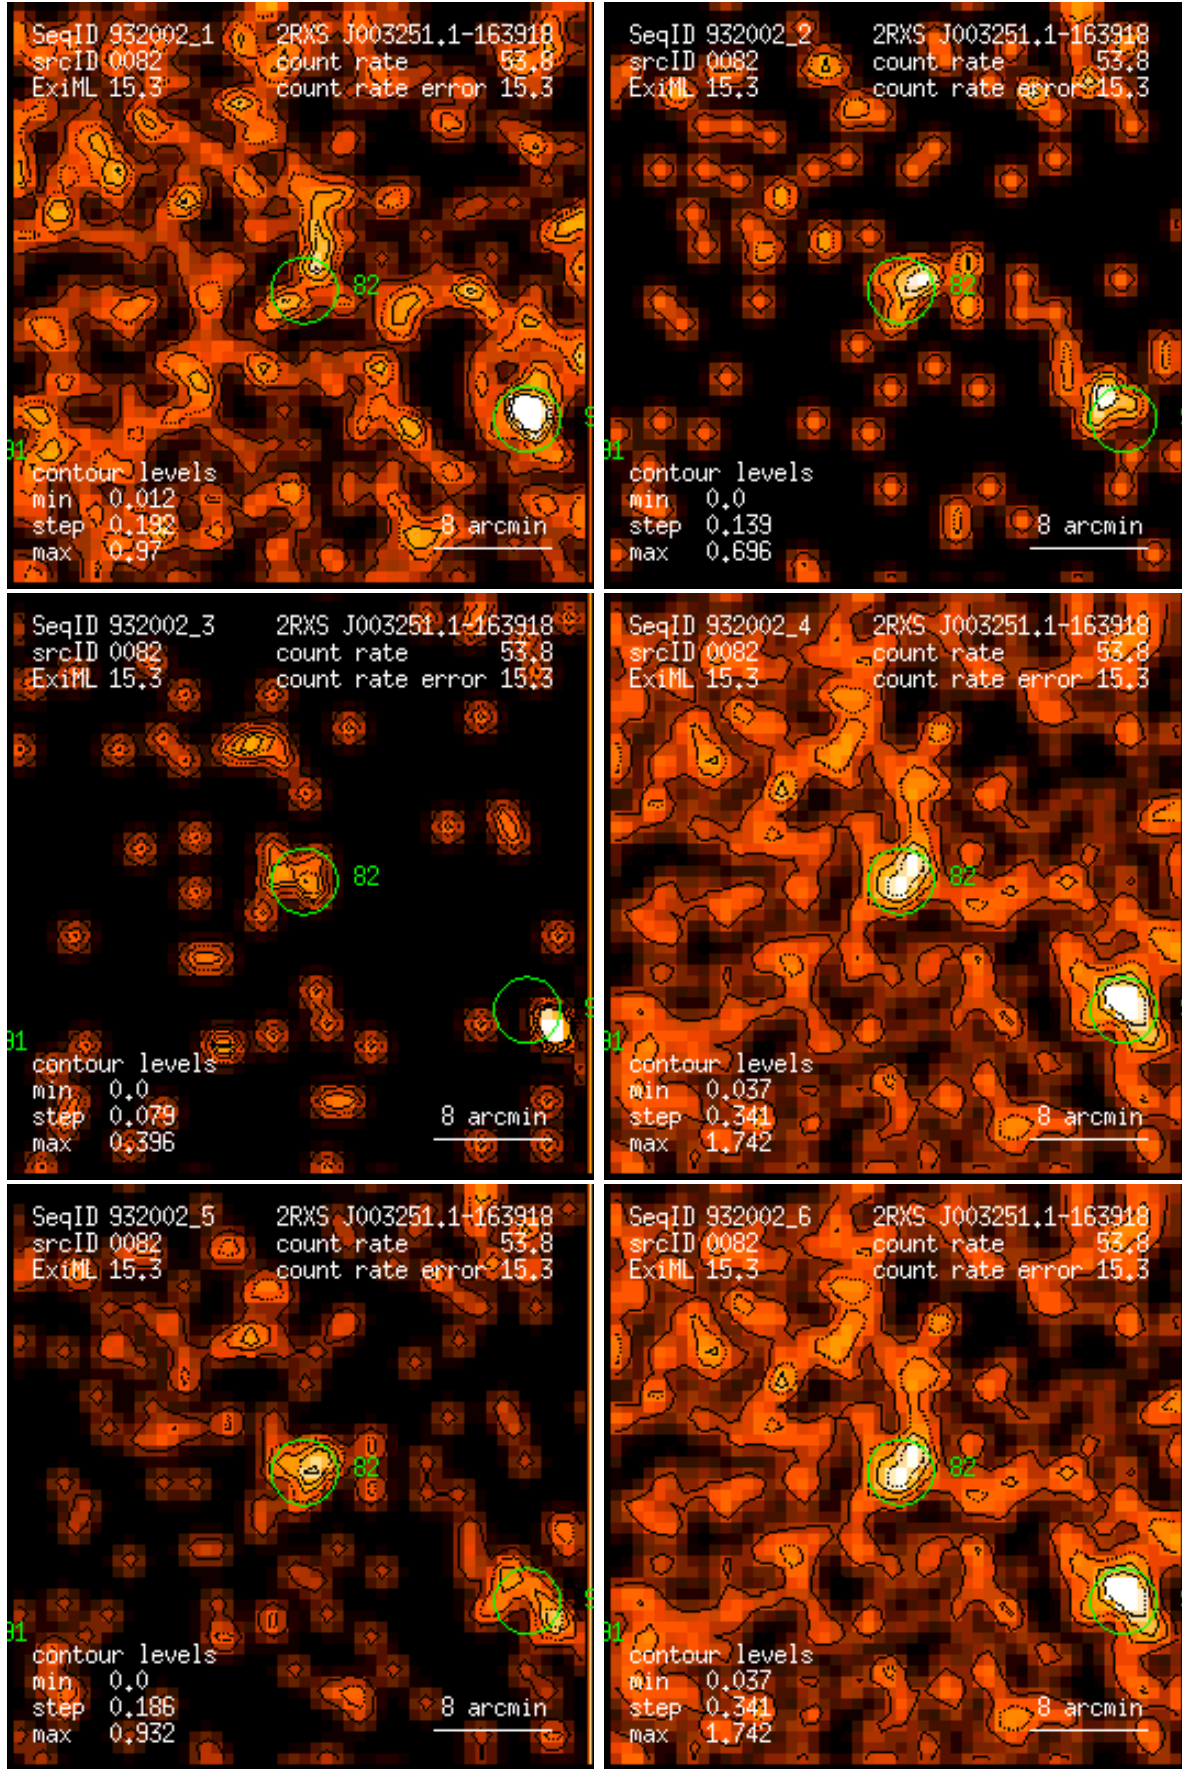 SeqID 932002_1 2RXS J003251.1-163918
srcID 0082 count rate 53.8
ExiML 15.3 count rate error 15.3
82
91
contour levels
min 0.012
step 0.192
max 0.97
8 arcmin
SeqID 932002_2 2RXS J003251.1-163918
srcID 0082 count rate 53.8
ExiML 15.3 count rate error 15.3
82
91
contour levels
min 0.0
step 0.139
max 0.696
8 arcmin
SeqID 932002_3 2RXS J003251.1-163918
srcID 0082 count rate 53.8
ExiML 15.3 count rate error 15.3
82
91
contour levels
min 0.0
step 0.079
max 0.396
8 arcmin
SeqID 932002_4 2RXS J003251.1-163918
srcID 0082 count rate 53.8
ExiML 15.3 count rate error 15.3
82
91
contour levels
min 0.037
step 0.341
max 1.742
8 arcmin
SeqID 932002_5 2RXS J003251.1-163918
srcID 0082 count rate 53.8
ExiML 15.3 count rate error 15.3
82
91
contour levels
min 0.0
step 0.186
max 0.932
8 arcmin
SeqID 932002_6 2RXS J003251.1-163918
srcID 0082 count rate 53.8
ExiML 15.3 count rate error 15.3
82
91
contour levels
min 0.037
step 0.341
max 1.742
8 arcmin